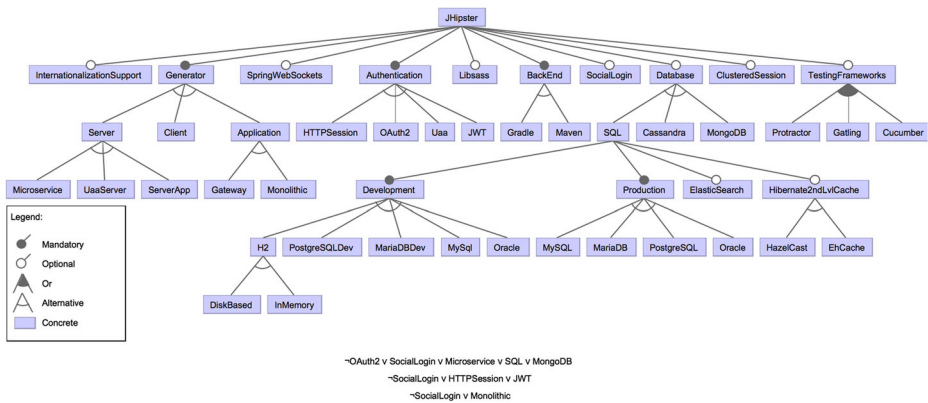 JHipster
InternationalizationSupport Generator SpringWebSockets Authentication Libsass BackEnd SocialLogin Database ClusteredSession TestingFrameworks
Server Client Application HTTPSession OAuth2 Uaa JWT Gradle Maven SQL Cassandra MongoDB Protractor Gatling Cucumber
Microservice UaaServer ServerApp Gateway Monolithic Development Production ElasticSearch Hibernate2ndLvlCache
Legend:
Mandatory
Optional
Or
Alternative
Concrete
H2 PostgreSQLDev MariaDBDev MySql Oracle MySQL MariaDB PostgreSQL Oracle HazelCast EhCache
DiskBased InMemory
¬OAuth2 ∨ SocialLogin ∨ Microservice ∨ SQL ∨ MongoDB
¬SocialLogin ∨ HTTPSession ∨ JWT
¬SocialLogin ∨ Monolithic